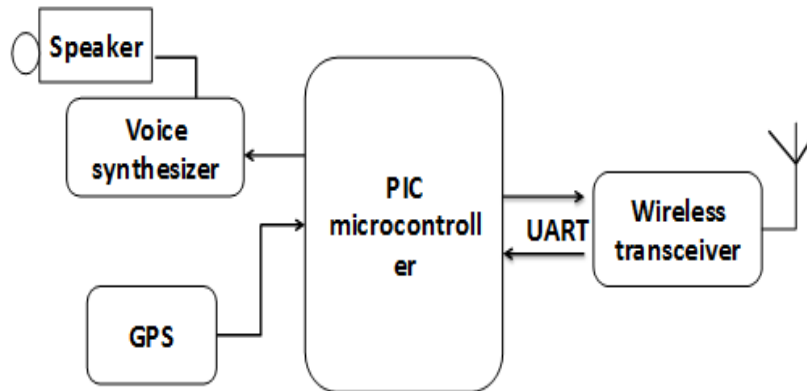 Speaker
Voice
synthesizer
PIC
microcontroll
er
GPS
UART
Wireless
transceiver